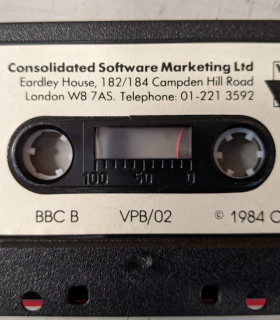 Consolidated Software Marketing Ltd
Eardley House, 182/184 Campden Hill Road
London W8 7AS. Telephone: 01-221 3592
100 50 0
BBC B VPB/02 © 1984 C